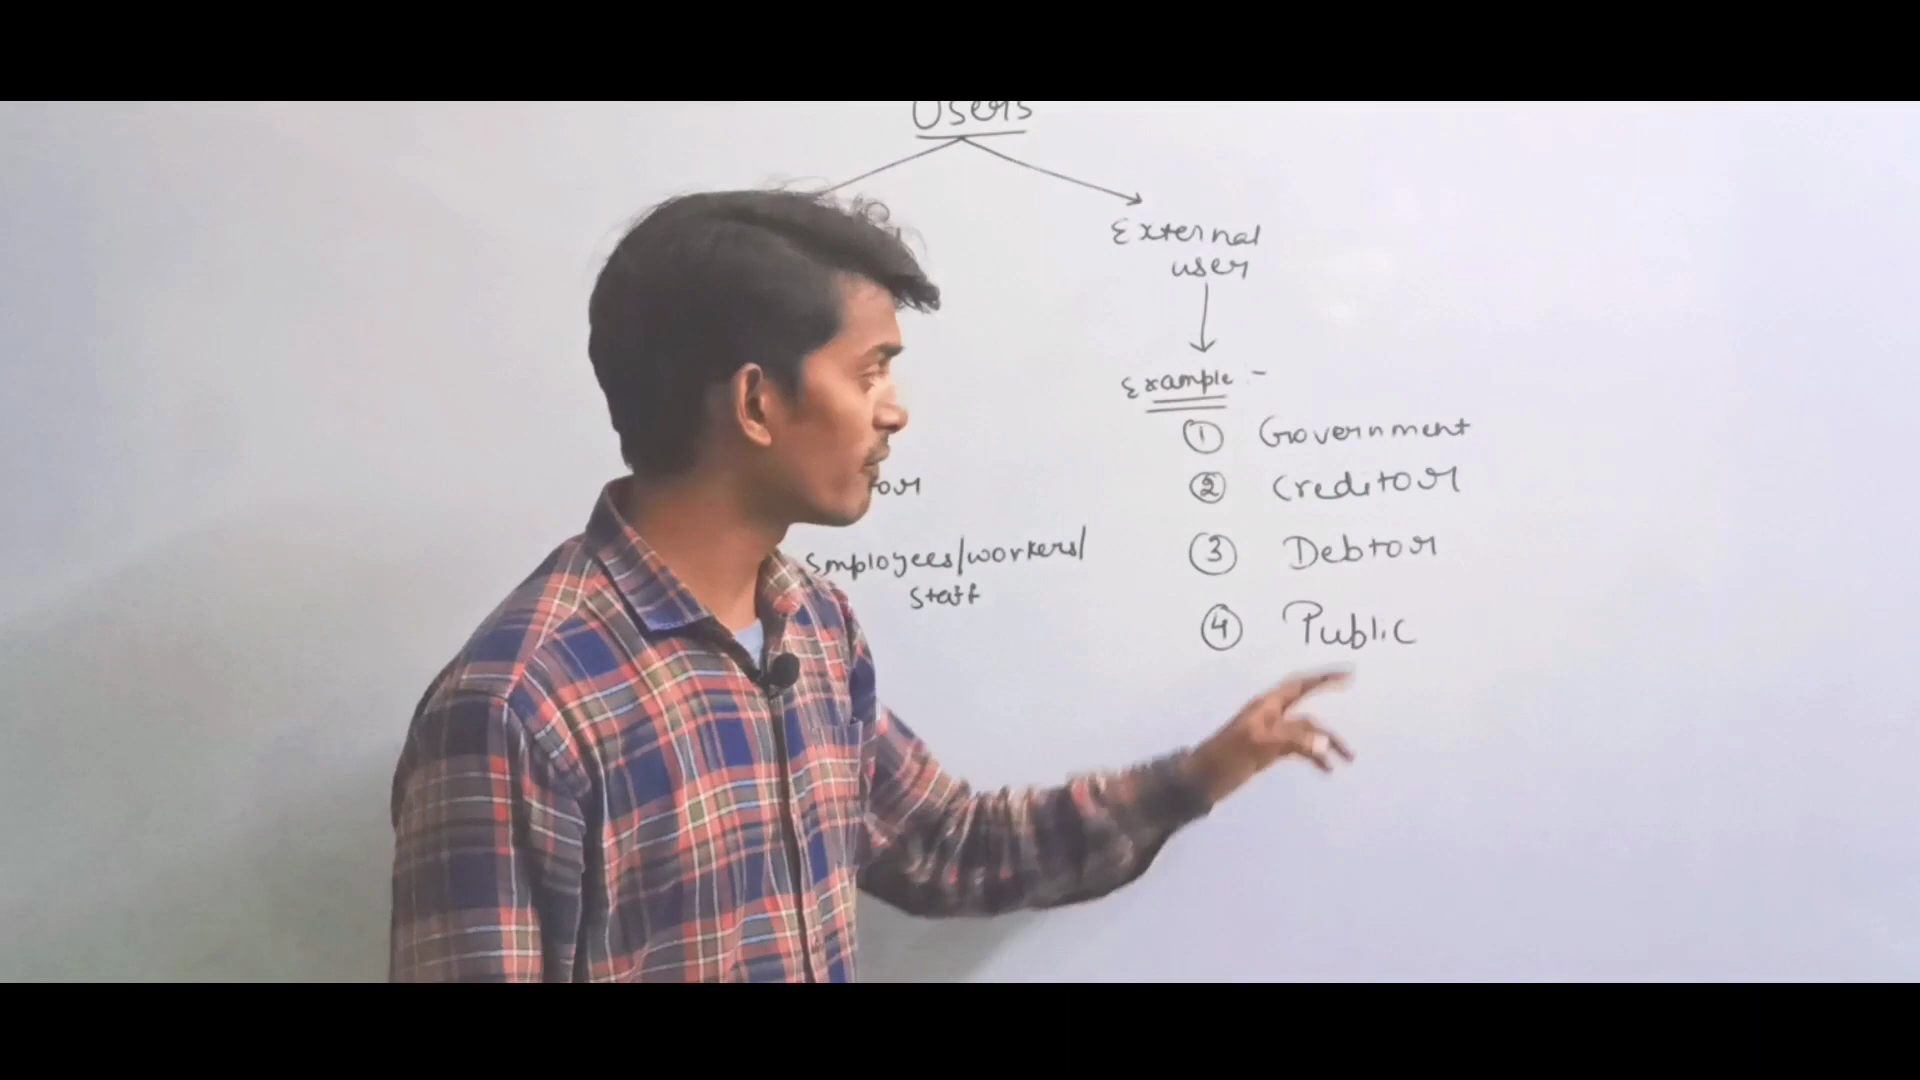 Users
External
user
Example :-
① Government
② Creditor
③ Debtor
④ Public
Employees/workers/
staff